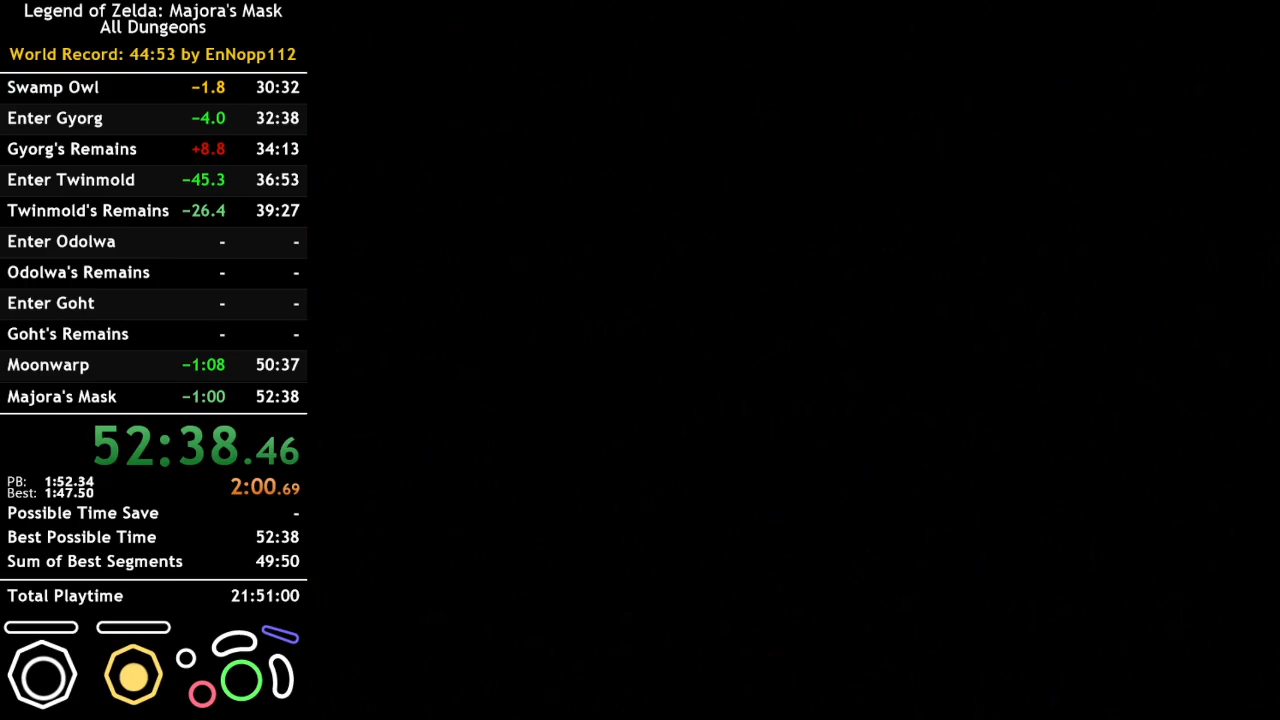 Legend of Zelda: Majora's Mask
All Dungeons
World Record: 44:53 by EnNopp112
Swamp Owl −1.8 30:32
Enter Gyorg −4.0 32:38
Gyorg's Remains +8.8 34:13
Enter Twinmold −45.3 36:53
Twinmold's Remains −26.4 39:27
Enter Odolwa - -
Odolwa's Remains - -
Enter Goht - -
Goht's Remains - -
Moonwarp −1:08 50:37
Majora's Mask −1:00 52:38
52:38.46
PB: 1:52.34
Best: 1:47.50
2:00.69
Possible Time Save -
Best Possible Time 52:38
Sum of Best Segments 49:50
Total Playtime 21:51:00